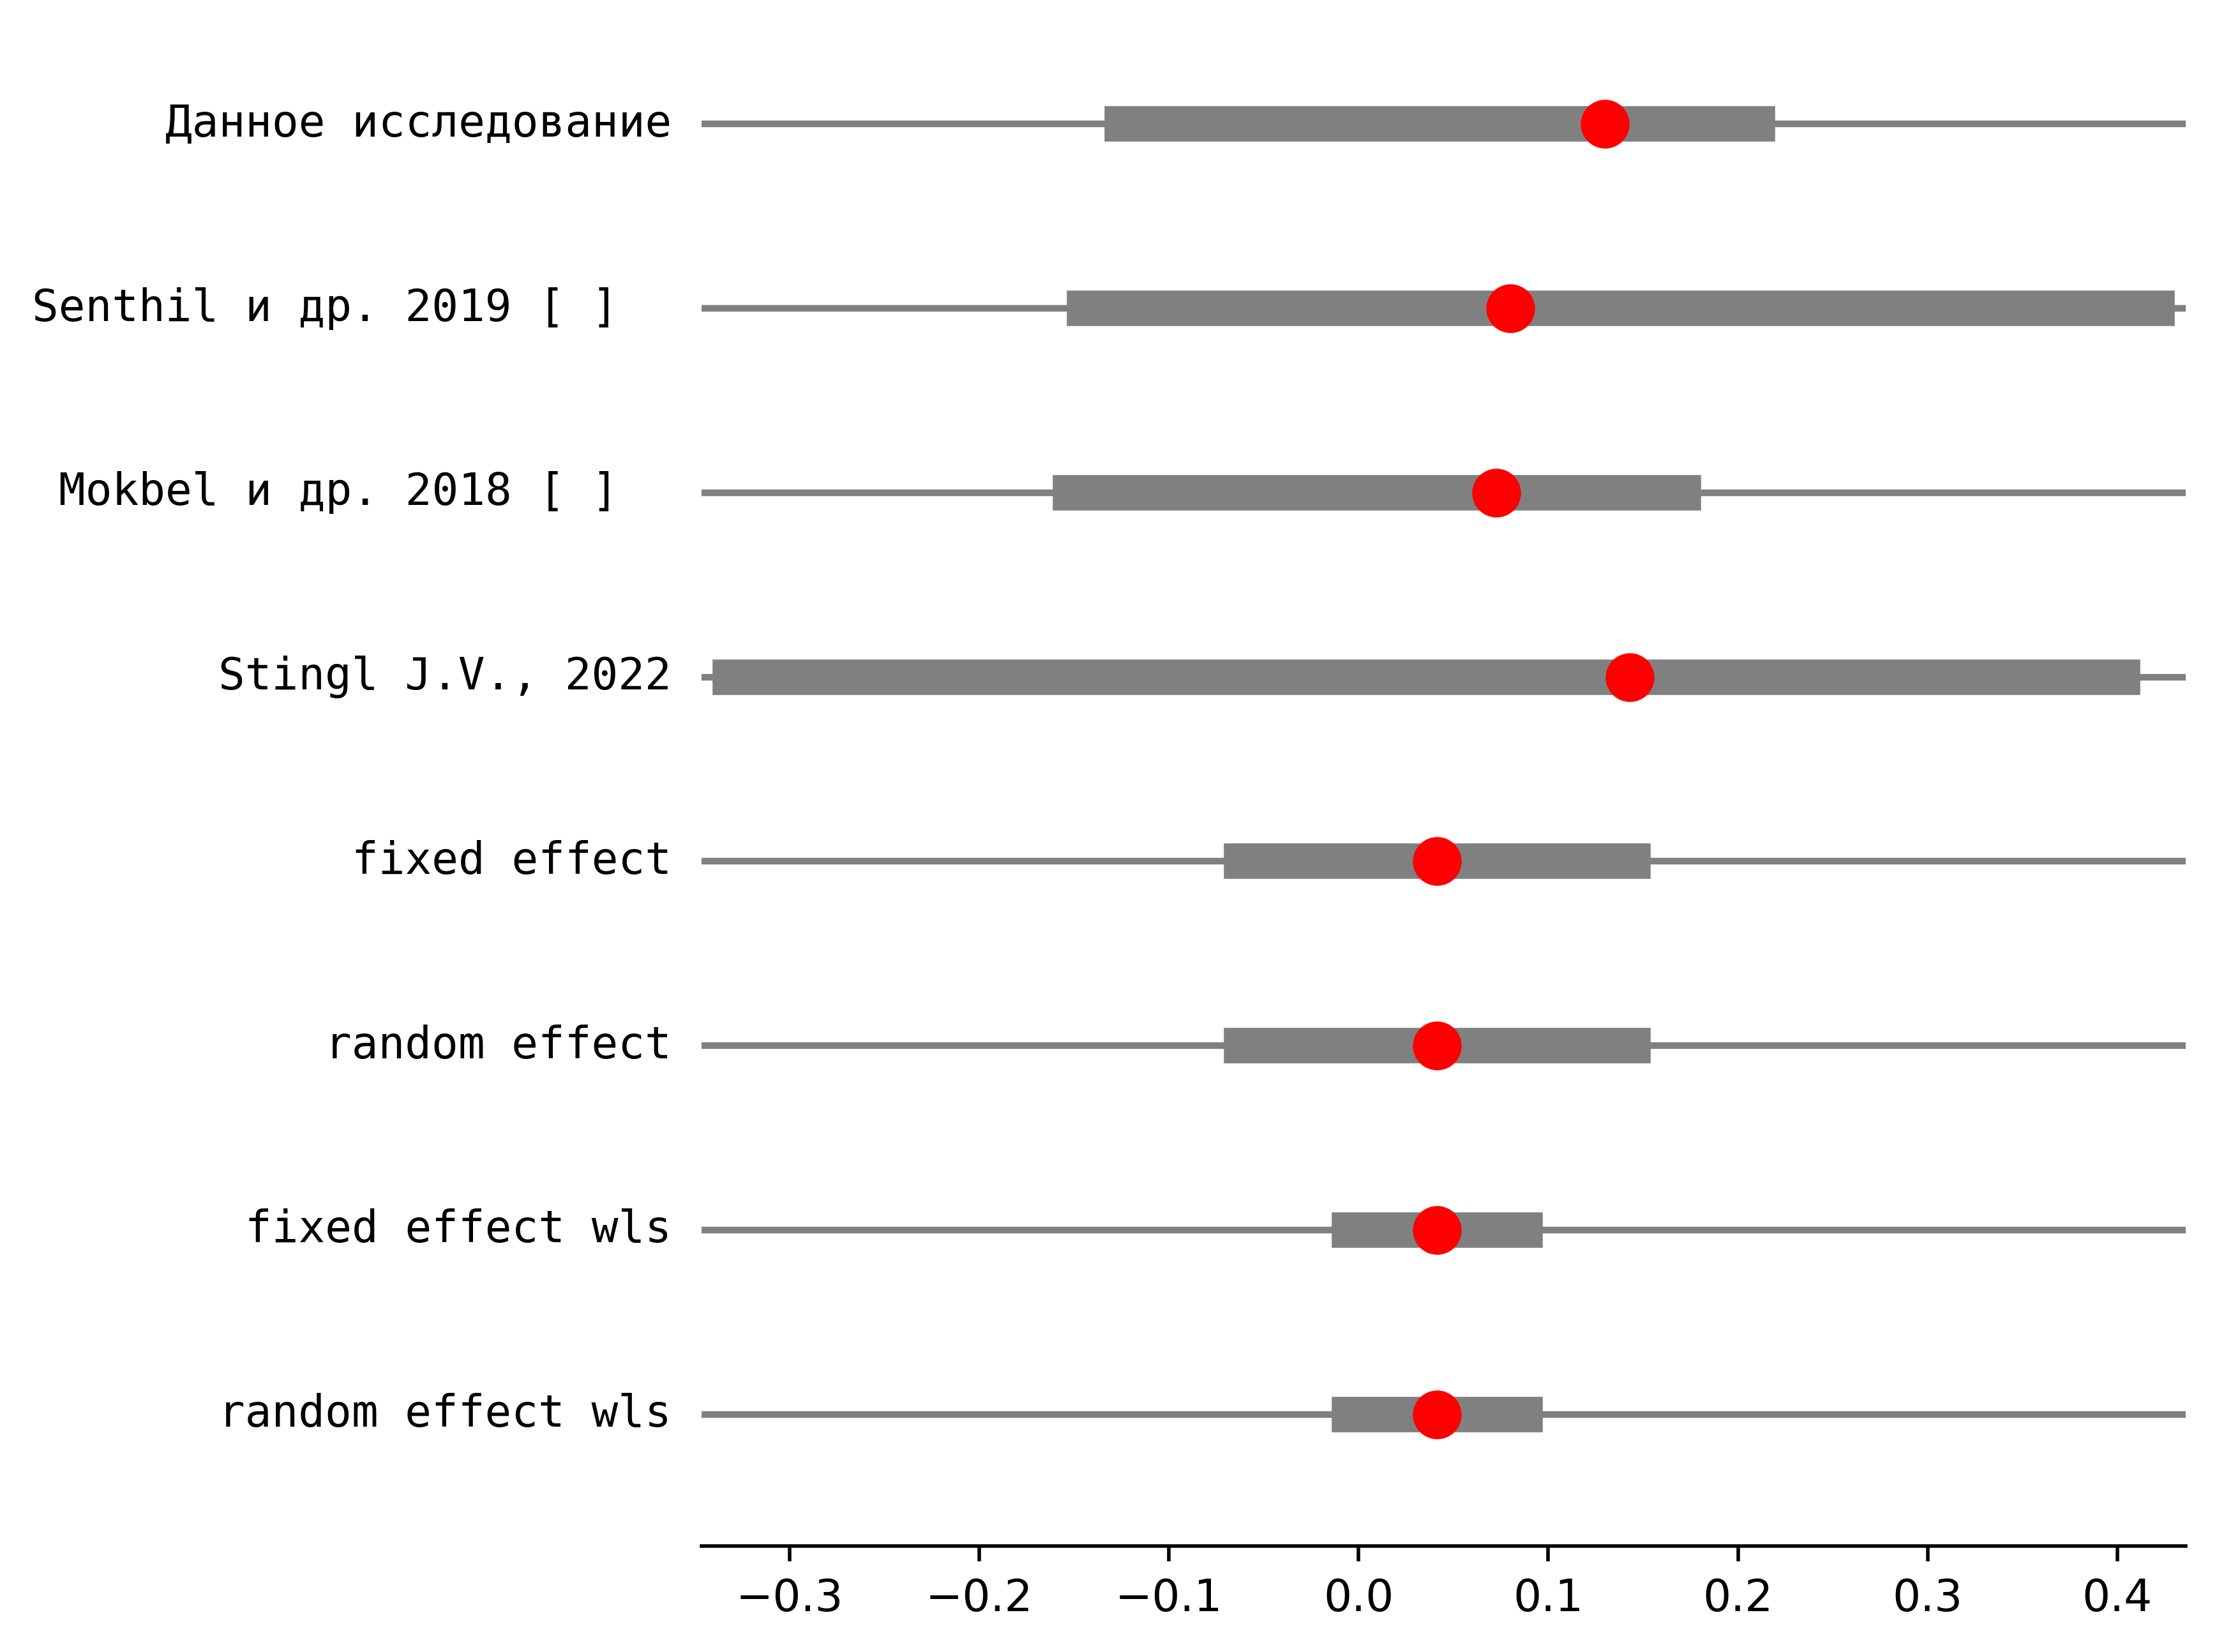 Данное исследование
Senthil и др. 2019 [ ]
Mokbel и др. 2018 [ ]
Stingl J.V., 2022
fixed effect
random effect
fixed effect wls
random effect wls
−0.3 −0.2 −0.1 0.0 0.1 0.2 0.3 0.4